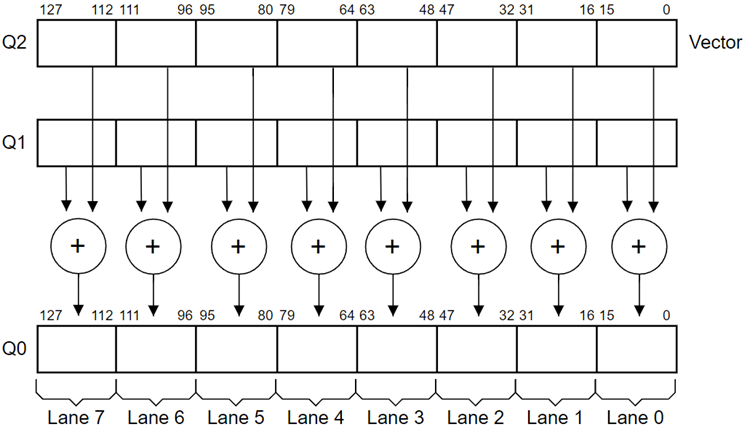 127 112 111 96 95 80 79 64 63 48 47 32 31 16 15 0
Q2 Vector
Q1
+ + + + + + + +
127 112 111 96 95 80 79 64 63 48 47 32 31 16 15 0
Q0
Lane 7 Lane 6 Lane 5 Lane 4 Lane 3 Lane 2 Lane 1 Lane 0